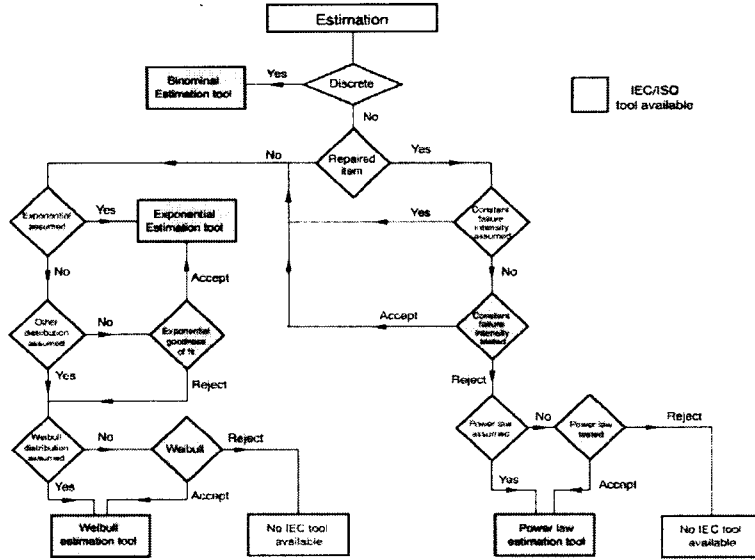 Estimation
Yes
Discrete
Binominal
Estimation tool
IEC/ISO
tool available
No
No
Repaired
item
Yes
Exponential
assumed
Yes
Exponential
Estimation tool
Yes
Constant
failure
intensity
assumed
No
Accept
No
Other
distribution
assumed
No
Exponential
goodness
of fit
Accept
Constant
failure
intensity
tested
Yes
Reject
Reject
Weibull
distribution
assumed
No
Weibull
Reject
Power law
assumed
No
Power law
tested
Reject
Yes
Accept
Yes
Accept
Weibull
estimation tool
No IEC tool
available
Power law
estimation tool
No IEC tool
available